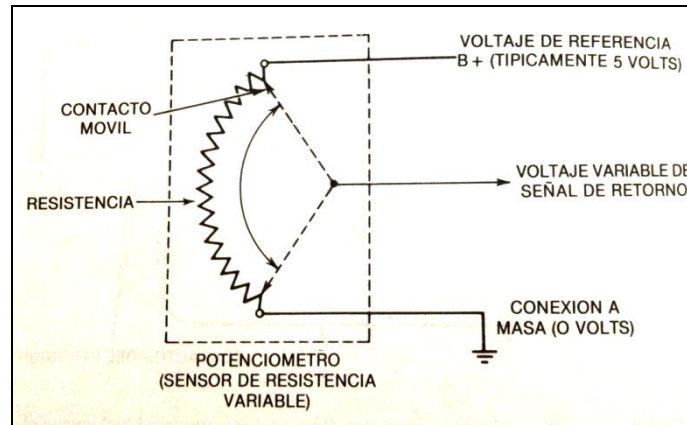 VOLTAJE DE REFERENCIA
B + (TIPICAMENTE 5 VOLTS)
CONTACTO
MOVIL
VOLTAJE VARIABLE DE
SEÑAL DE RETORNO
RESISTENCIA
CONEXION A
MASA (O VOLTS)
POTENCIOMETRO
(SENSOR DE RESISTENCIA
VARIABLE)